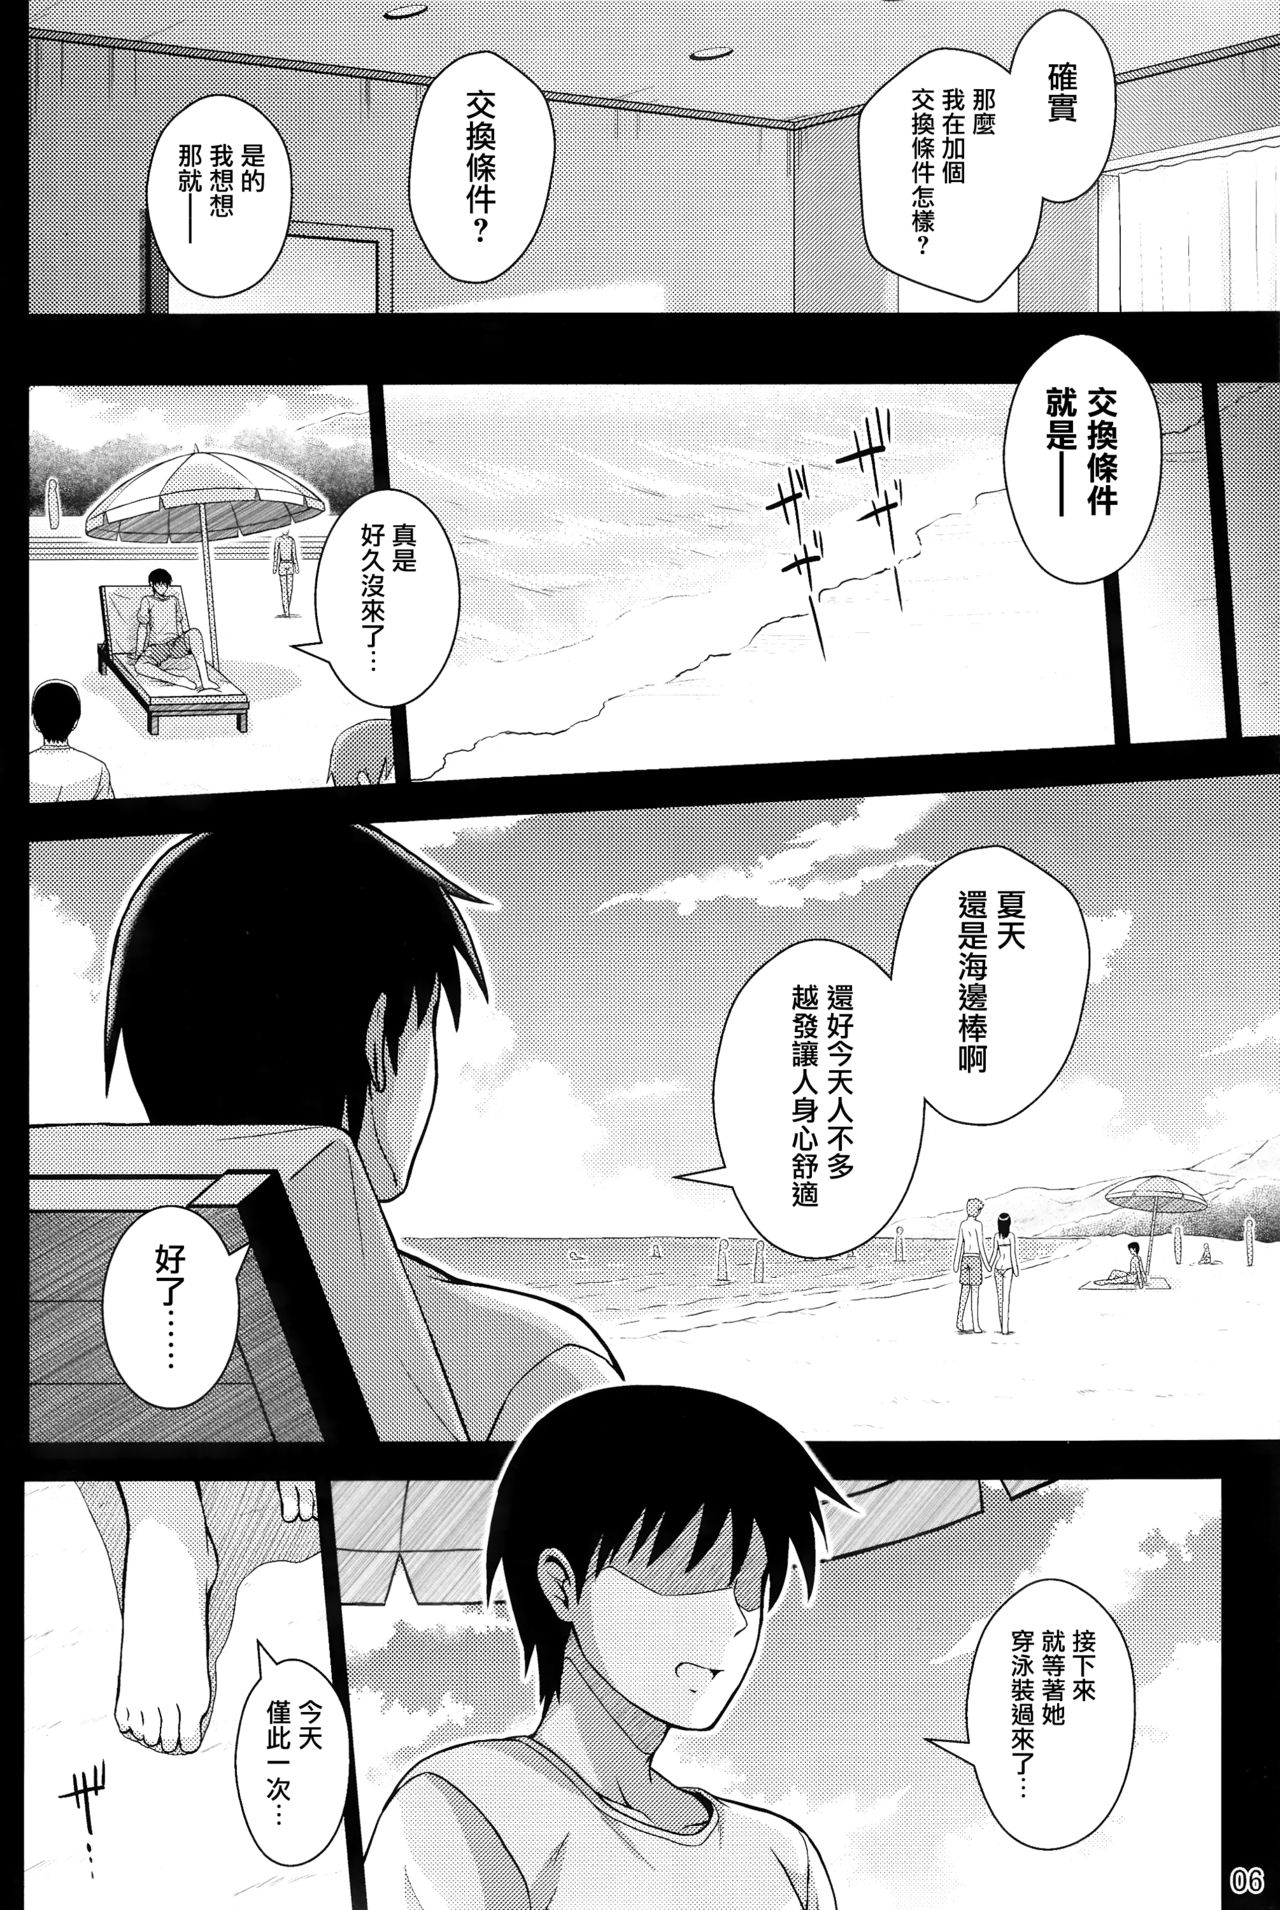 確實
那麼
我在加個
交換條件怎樣?
交換條件?
是的
我想想
那就——
交換條件
就是——
ザザーン
ザザーン
真是
好久沒來了…
夏天
還是海邊棒啊
還好今天人不多
越發讓人身心舒適
好了……
接下來
就等著她
穿泳裝過來了…
今天
僅此一次…
ザ…
06